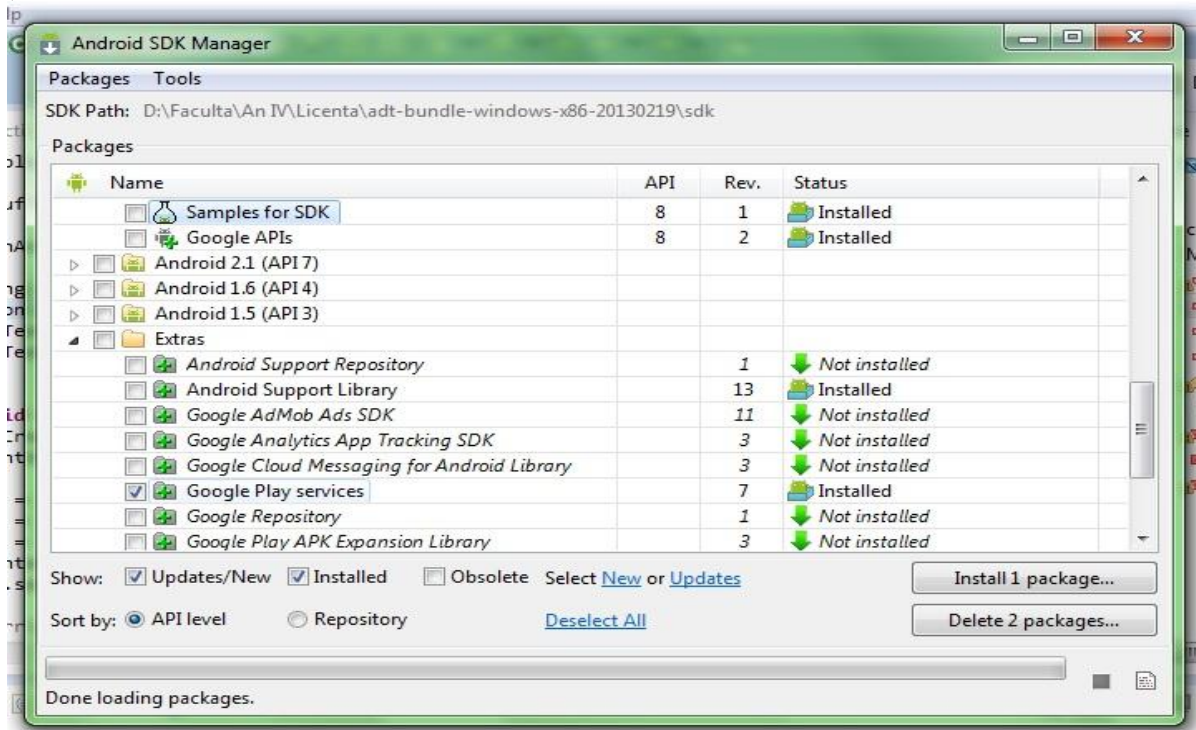 Android SDK Manager
Packages Tools
SDK Path: D:\Faculta\An IV\Licenta\adt-bundle-windows-x86-20130219\sdk
Packages
Name API Rev. Status
Samples for SDK 8 1 Installed
Google APIs 8 2 Installed
Android 2.1 (API 7)
Android 1.6 (API 4)
Android 1.5 (API 3)
Extras
Android Support Repository 1 Not installed
Android Support Library 13 Installed
Google AdMob Ads SDK 11 Not installed
Google Analytics App Tracking SDK 3 Not installed
Google Cloud Messaging for Android Library 3 Not installed
Google Play services 7 Installed
Google Repository 1 Not installed
Google Play APK Expansion Library 3 Not installed
Show: Updates/New Installed Obsolete Select New or Updates Install 1 package...
Sort by: API level Repository Deselect All Delete 2 packages...
Done loading packages.